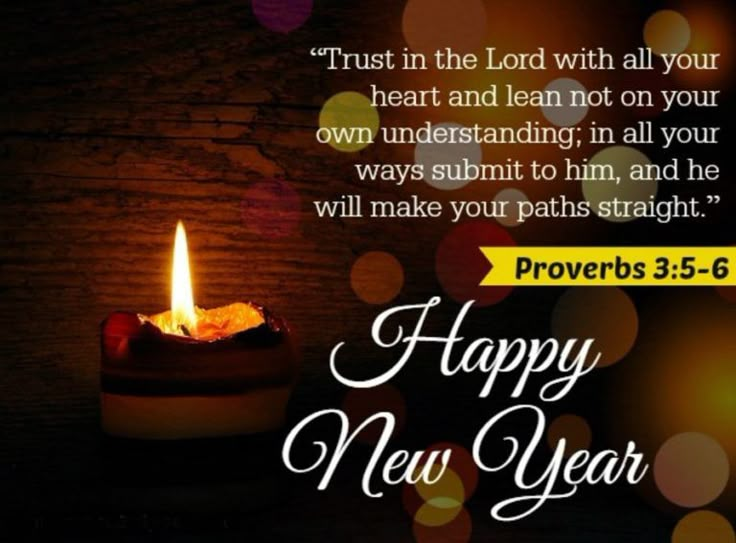 “Trust in the Lord with all your
heart and lean not on your
own understanding; in all your
ways submit to him, and he
will make your paths straight.”
Proverbs 3:5-6
Happy
New Year